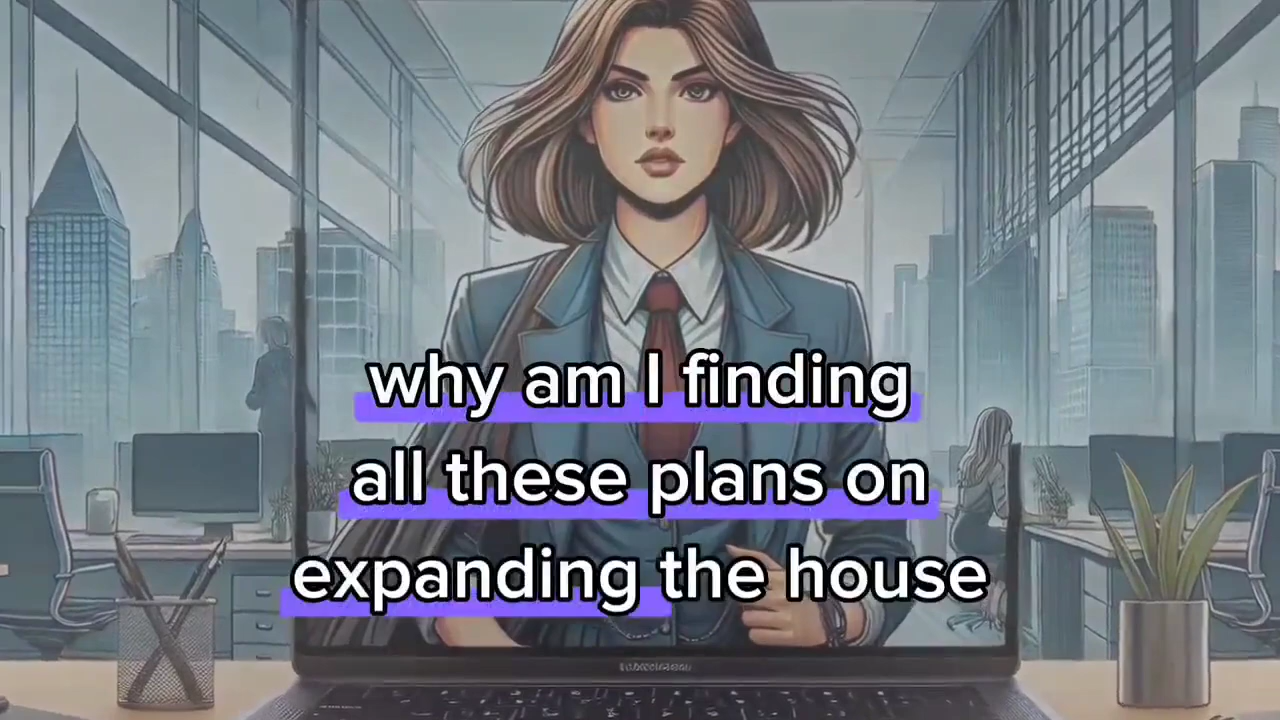 why am I finding
all these plans on
expanding the house